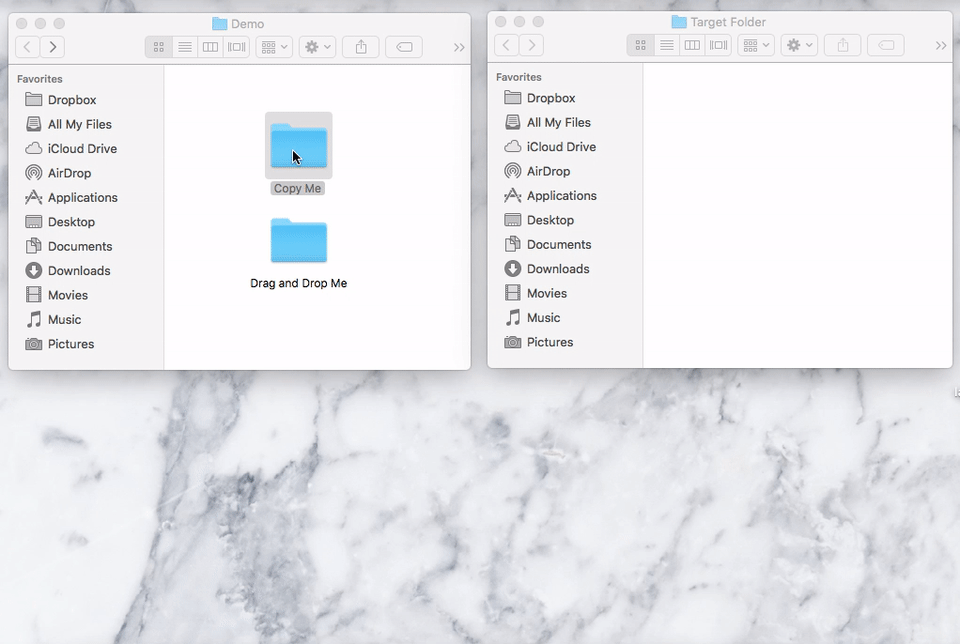 Demo
Favorites
Dropbox
All My Files
iCloud Drive
AirDrop
Applications
Desktop
Documents
Downloads
Movies
Music
Pictures
Copy Me
Drag and Drop Me
Target Folder
Favorites
Dropbox
All My Files
iCloud Drive
AirDrop
Applications
Desktop
Documents
Downloads
Movies
Music
Pictures